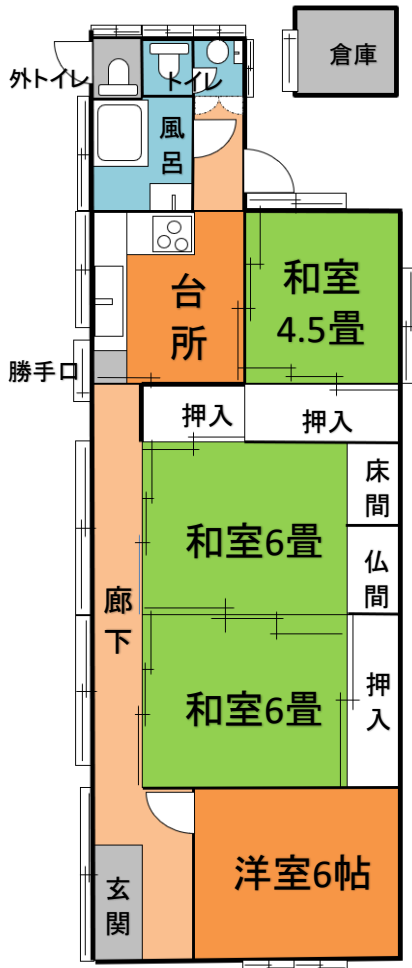 外トイレ
トイレ
倉庫
風呂
和室
4.5畳
台所
勝手口
押入
押入
床間
和室6畳
仏間
廊下
和室6畳
押入
洋室6帖
玄関